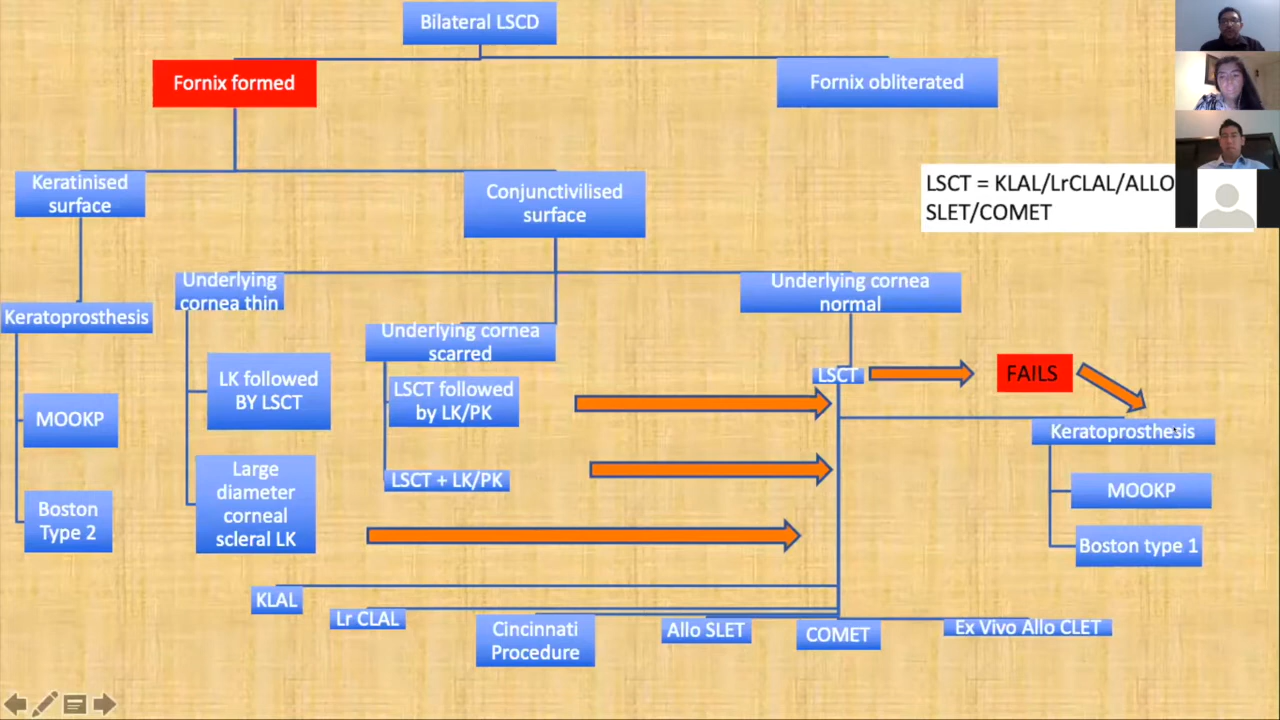 Bilateral LSCD
Fornix formed
Fornix obliterated
Keratinised
surface
Conjunctivilised
surface
LSCT = KLAL/LrCLAL/ALLO
SLET/COMET
Underlying
cornea thin
Underlying cornea
normal
Keratoprosthesis
Underlying cornea
scarred
LK followed
BY LSCT
LSCT followed
by LK/PK
LSCT
FAILS
MOOKP
Keratoprosthesis
Large
diameter
corneal
scleral LK
LSCT + LK/PK
MOOKP
Boston
Type 2
Boston type 1
KLAL
Lr CLAL
Cincinnati
Procedure
Allo SLET
COMET
Ex Vivo Allo CLET